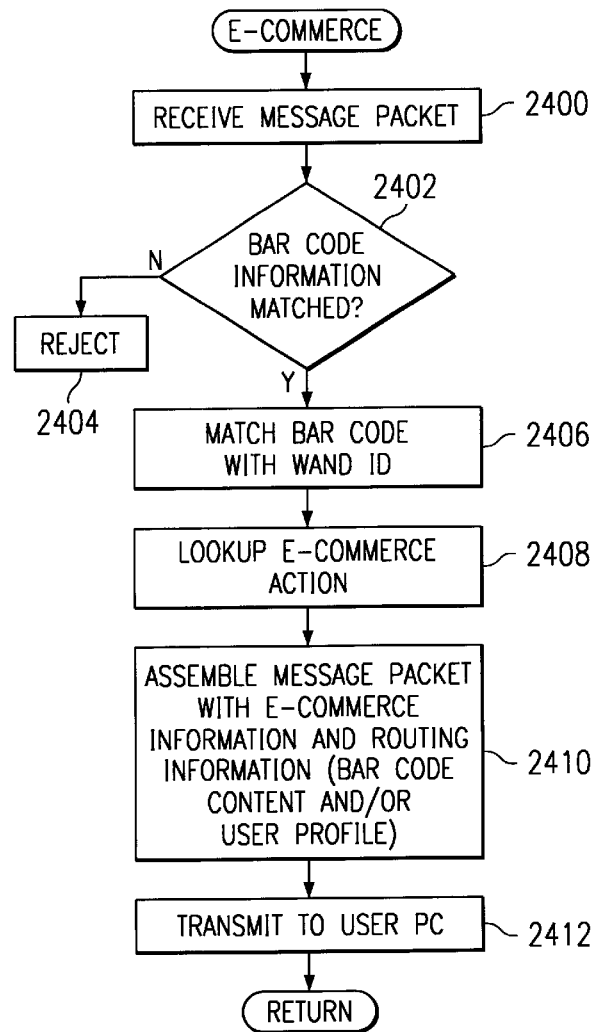 E-COMMERCE
RECEIVE MESSAGE PACKET
2400
2402
BAR CODE
INFORMATION
MATCHED?
N
REJECT
2404
Y
MATCH BAR CODE
WITH WAND ID
2406
LOOKUP E-COMMERCE
ACTION
2408
ASSEMBLE MESSAGE PACKET
WITH E-COMMERCE
INFORMATION AND ROUTING
INFORMATION (BAR CODE
CONTENT AND/OR
USER PROFILE)
2410
TRANSMIT TO USER PC
2412
RETURN